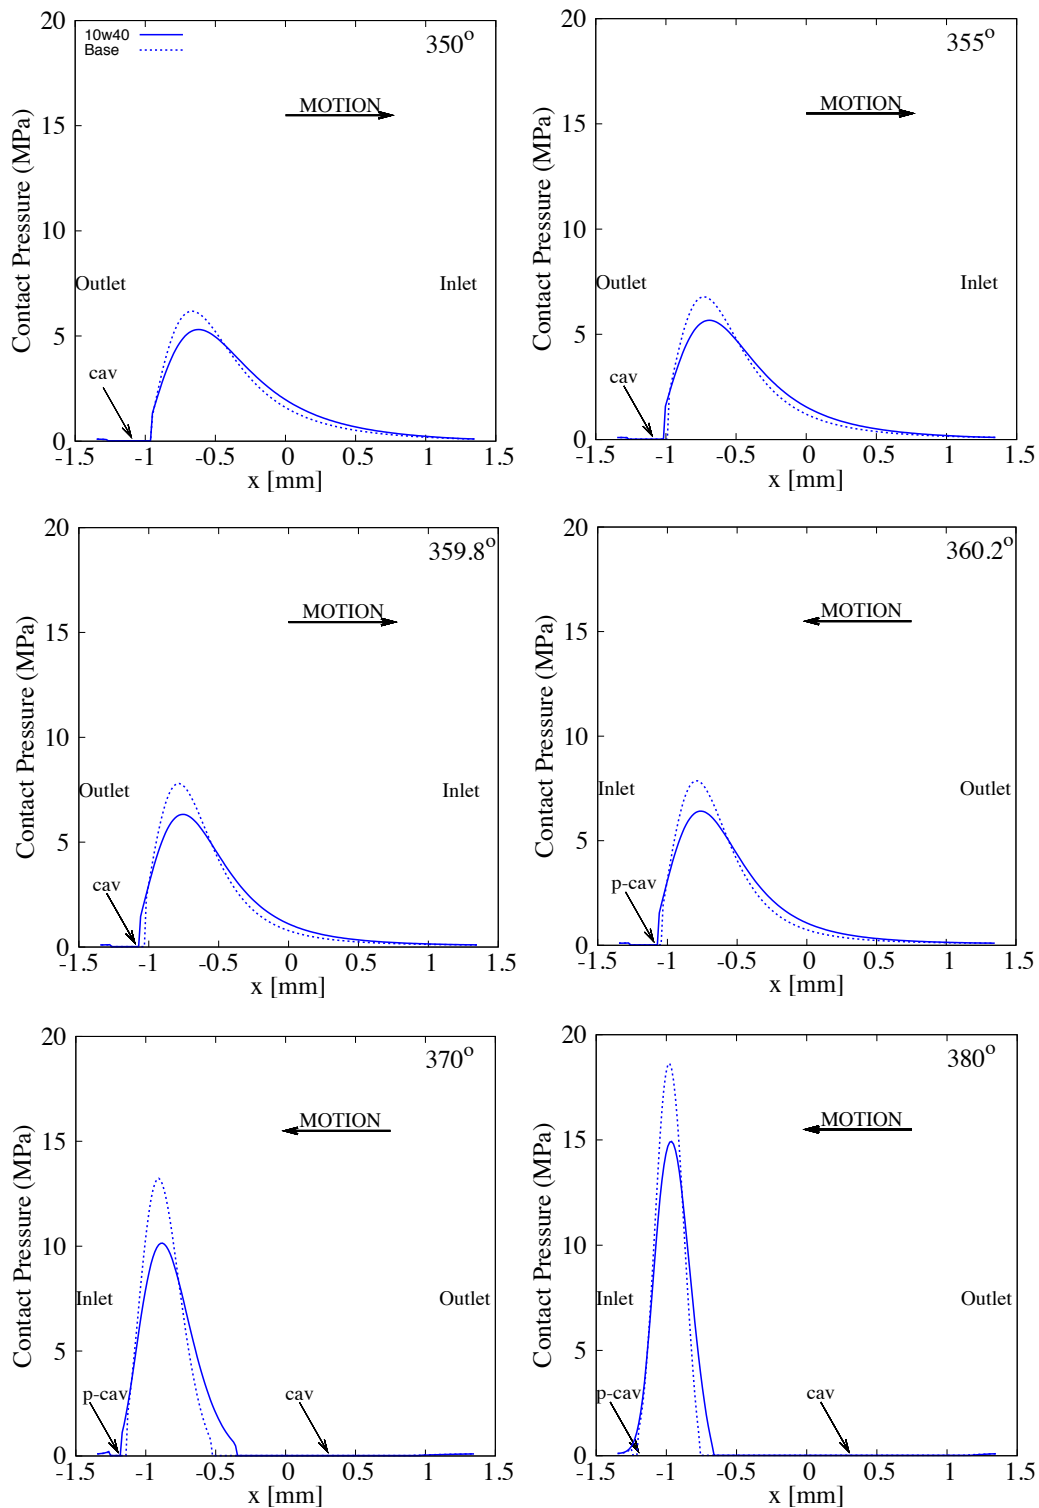 10w40
Base
350°
MOTION
Contact Pressure (MPa)
20
15
10
5
0
Outlet
Inlet
cav
-1.5
-1
-0.5
0
0.5
1
1.5
x [mm]
355°
MOTION
Contact Pressure (MPa)
20
15
10
5
0
Outlet
Inlet
cav
-1.5
-1
-0.5
0
0.5
1
1.5
x [mm]
359.8°
MOTION
Contact Pressure (MPa)
20
15
10
5
0
Outlet
Inlet
cav
-1.5
-1
-0.5
0
0.5
1
1.5
x [mm]
360.2°
MOTION
Contact Pressure (MPa)
20
15
10
5
0
Inlet
Outlet
p-cav
-1.5
-1
-0.5
0
0.5
1
1.5
x [mm]
370°
MOTION
Contact Pressure (MPa)
20
15
10
5
0
Inlet
Outlet
p-cav
cav
-1.5
-1
-0.5
0
0.5
1
1.5
x [mm]
380°
MOTION
Contact Pressure (MPa)
20
15
10
5
0
Inlet
Outlet
p-cav
cav
-1.5
-1
-0.5
0
0.5
1
1.5
x [mm]